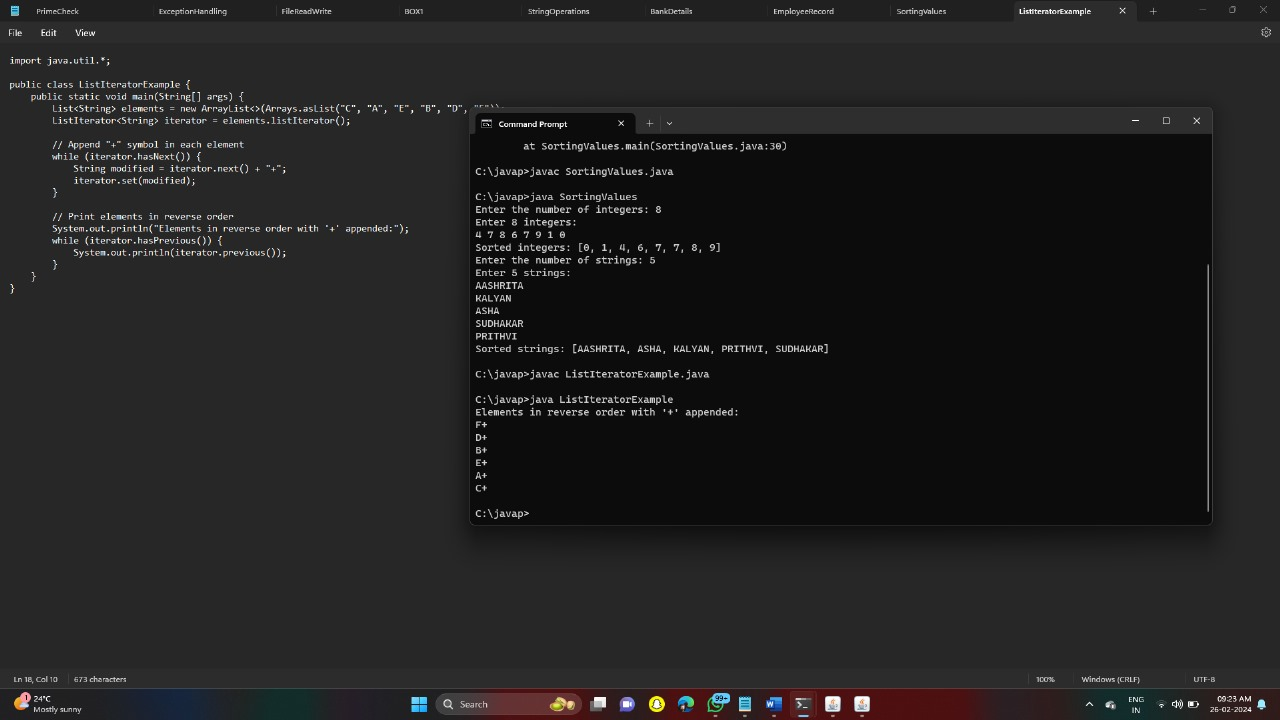 PrimeCheck ExceptionHandling FileReadWrite BOX1 StringOperations BankDetails EmployeeRecord SortingValues ListIteratorExample
File Edit View
import java.util.*;
public class ListIteratorExample {
public static void main(String[] args) {
List<String> elements = new ArrayList<>(Arrays.asList("C", "A", "E", "B", "D", "F"));
ListIterator<String> iterator = elements.listIterator();
// Append "+" symbol in each element
while (iterator.hasNext()) {
String modified = iterator.next() + "+";
iterator.set(modified);
}
// Print elements in reverse order
System.out.println("Elements in reverse order with '+' appended:");
while (iterator.hasPrevious()) {
System.out.println(iterator.previous());
}
}
}
Command Prompt
at SortingValues.main(SortingValues.java:30)
C:\javap>javac SortingValues.java
C:\javap>java SortingValues
Enter the number of integers: 8
Enter 8 integers:
4 7 8 6 7 9 1 0
Sorted integers: [0, 1, 4, 6, 7, 7, 8, 9]
Enter the number of strings: 5
Enter 5 strings:
AASHRITA
KALYAN
ASHA
SUDHAKAR
PRITHVI
Sorted strings: [AASHRITA, ASHA, KALYAN, PRITHVI, SUDHAKAR]
C:\javap>javac ListIteratorExample.java
C:\javap>java ListIteratorExample
Elements in reverse order with '+' appended:
F+
D+
B+
E+
A+
C+
C:\javap>
Ln 18, Col 10 673 characters 100% Windows (CRLF) UTF-8
1 24°C
Mostly sunny
Search
99+
ENG
IN
09:23 AM
26-02-2024